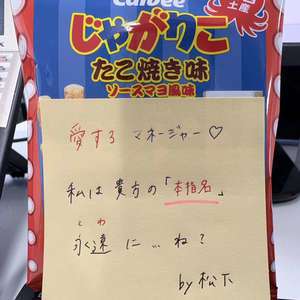 Calbee
土産
じゃがりこ
たこ焼き味
ソースマヨ風味
愛する マネージャー♡
私は貴方の「本指名」
とわ
永遠に…ね？
by 松下